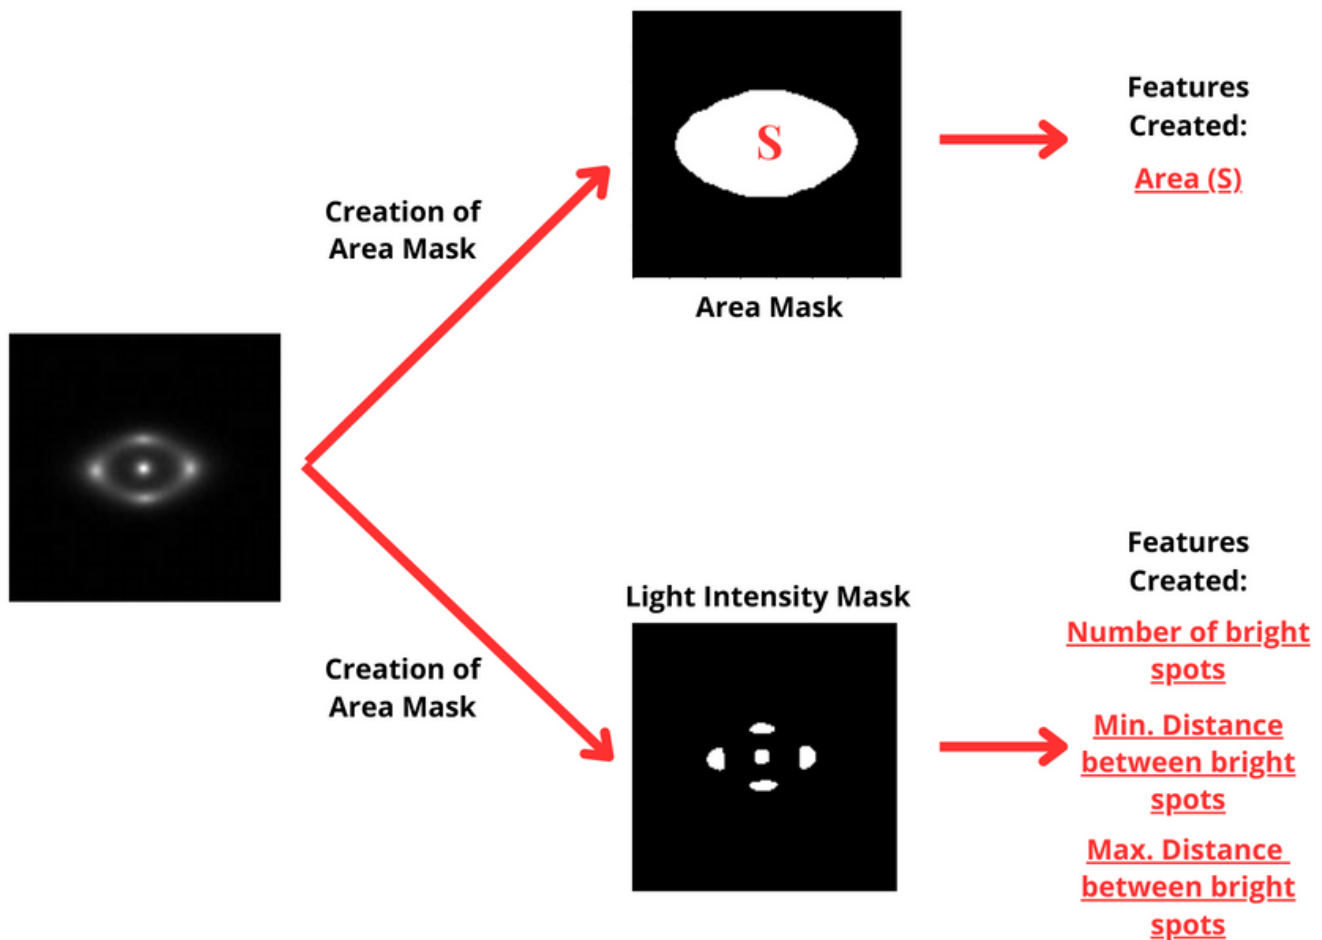 Creation of
Area Mask
S
Area Mask
Features
Created:
Area (S)
Creation of
Area Mask
Light Intensity Mask
Features
Created:
Number of bright
spots
Min. Distance
between bright
spots
Max. Distance
between bright
spots